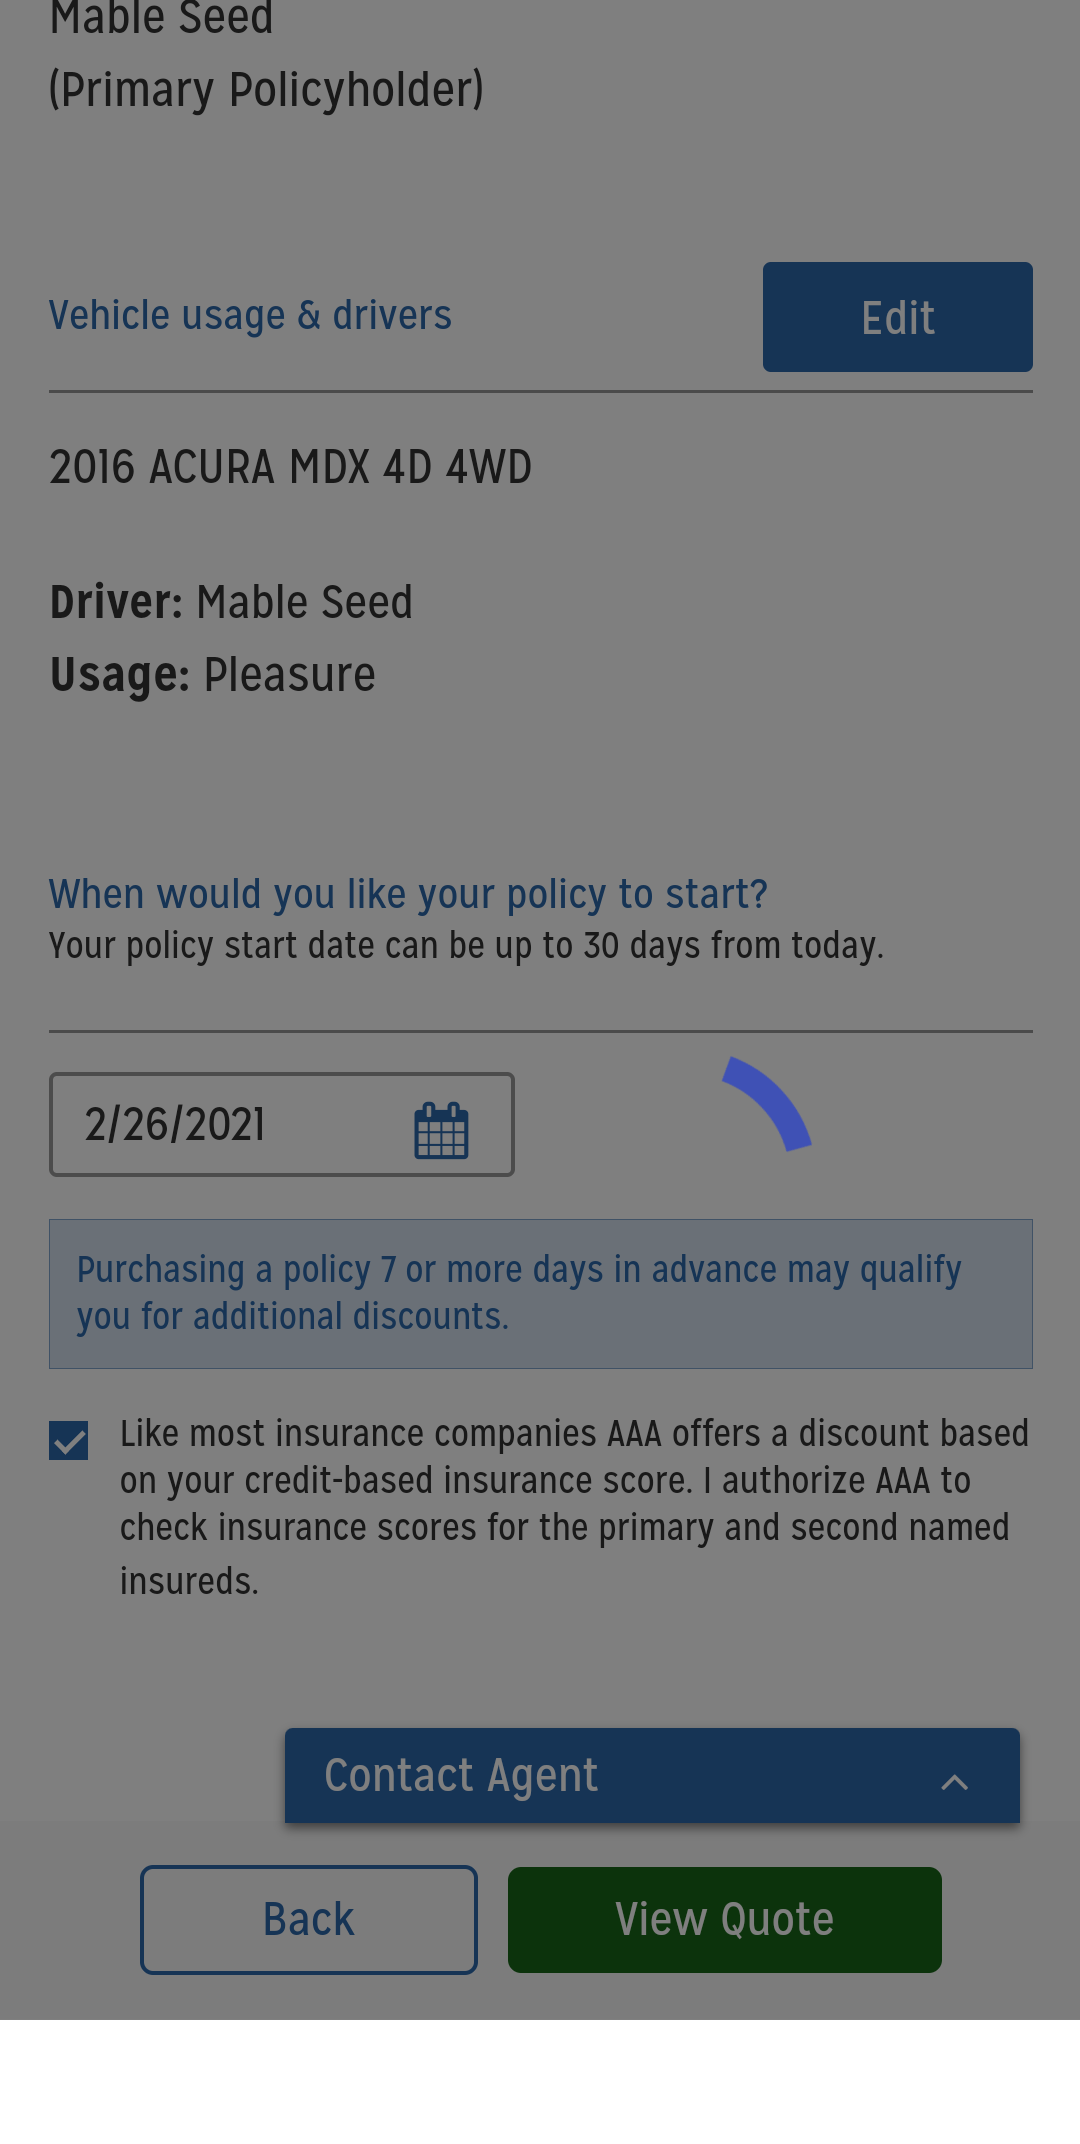 Mable Seed
(Primary Policyholder)
Vehicle usage & drivers
Edit
2016 ACURA MDX 4D 4WD
Driver: Mable Seed
Usage: Pleasure
When would you like your policy to start?
Your policy start date can be up to 30 days from today.
2/26/2021
Purchasing a policy 7 or more days in advance may qualify
you for additional discounts.
Like most insurance companies AAA offers a discount based
on your credit-based insurance score. I authorize AAA to
check insurance scores for the primary and second named
insureds.
Contact Agent
Back
View Quote